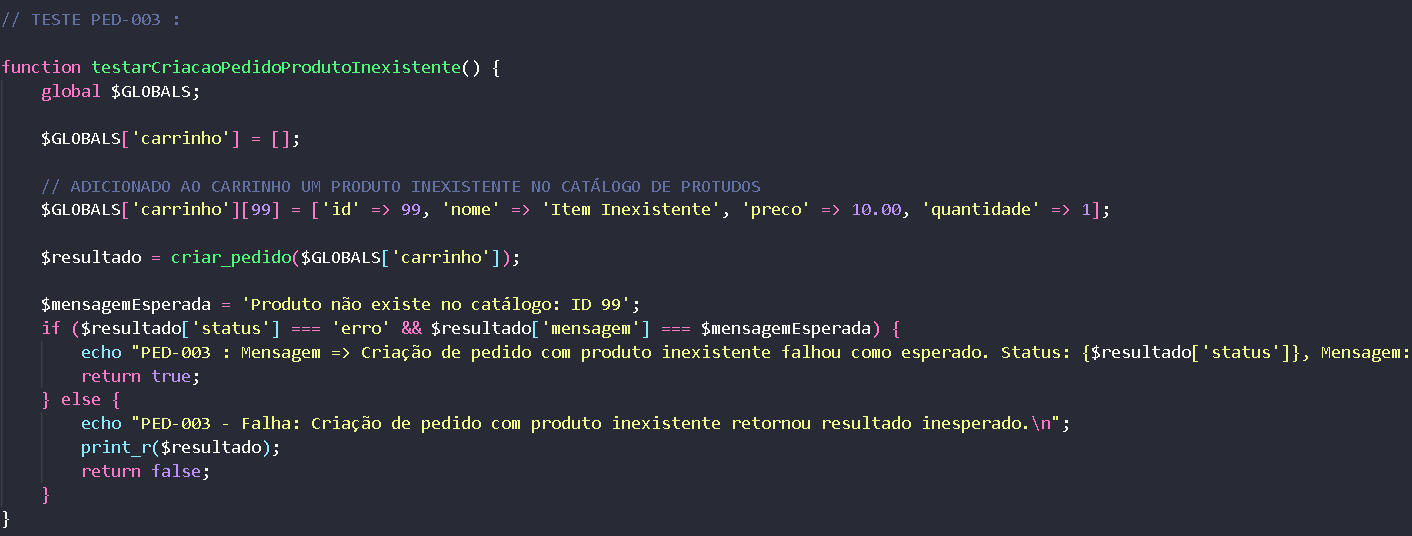 // TESTE PED-003 :
function testarCriacaoPedidoProdutoInexistente() {
    global $GLOBALS;
    $GLOBALS['carrinho'] = [];
    // ADICIONADO AO CARRINHO UM PRODUTO INEXISTENTE NO CATÁLOGO DE PROTUDOS
    $GLOBALS['carrinho'][99] = ['id' => 99, 'nome' => 'Item Inexistente', 'preco' => 10.00, 'quantidade' => 1];
    $resultado = criar_pedido($GLOBALS['carrinho']);
    $mensagemEsperada = 'Produto não existe no catálogo: ID 99';
    if ($resultado['status'] === 'erro' && $resultado['mensagem'] === $mensagemEsperada) {
        echo "PED-003 : Mensagem => Criação de pedido com produto inexistente falhou como esperado. Status: {$resultado['status']}, Mensagem:
        return true;
    } else {
        echo "PED-003 - Falha: Criação de pedido com produto inexistente retornou resultado inesperado.\n";
        print_r($resultado);
        return false;
    }
}